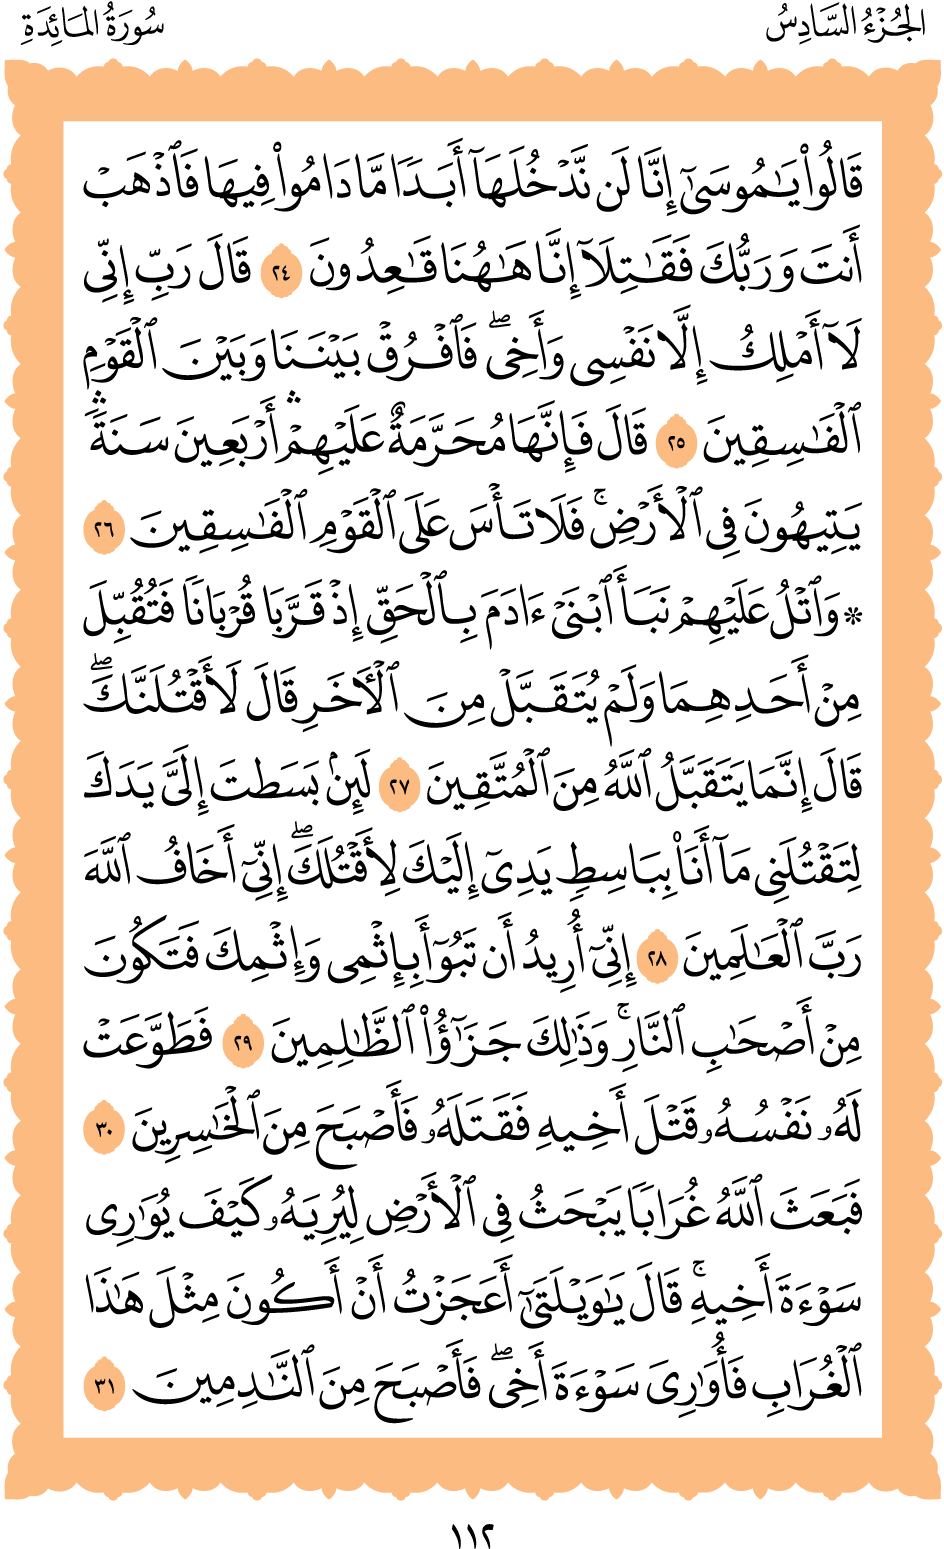 الجُزْءُ السَّادِسُ
سُورَةُ المَائِدَةِ
قَالُوا۟ يَـٰمُوسَىٰٓ إِنَّا لَن نَّدْخُلَهَآ أَبَدًا مَّا دَامُوا۟ فِيهَا فَٱذْهَبْ
أَنتَ وَرَبُّكَ فَقَـٰتِلَآ إِنَّا هَـٰهُنَا قَـٰعِدُونَ ٢٤ قَالَ رَبِّ إِنِّى
لَآ أَمْلِكُ إِلَّا نَفْسِى وَأَخِى ۖ فَٱفْرُقْ بَيْنَنَا وَبَيْنَ ٱلْقَوْمِ
ٱلْفَـٰسِقِينَ ٢٥ قَالَ فَإِنَّهَا مُحَرَّمَةٌ عَلَيْهِمْ ۛ أَرْبَعِينَ سَنَةً ۛ
يَتِيهُونَ فِى ٱلْأَرْضِ ۚ فَلَا تَأْسَ عَلَى ٱلْقَوْمِ ٱلْفَـٰسِقِينَ ٢٦
* وَٱتْلُ عَلَيْهِمْ نَبَأَ ٱبْنَىْ ءَادَمَ بِٱلْحَقِّ إِذْ قَرَّبَا قُرْبَانًا فَتُقُبِّلَ
مِنْ أَحَدِهِمَا وَلَمْ يُتَقَبَّلْ مِنَ ٱلْـَٔاخَرِ قَالَ لَأَقْتُلَنَّكَ ۖ
قَالَ إِنَّمَا يَتَقَبَّلُ ٱللَّهُ مِنَ ٱلْمُتَّقِينَ ٢٧ لَئِنۢ بَسَطتَ إِلَىَّ يَدَكَ
لِتَقْتُلَنِى مَآ أَنَا۠ بِبَاسِطٍ يَدِىَ إِلَيْكَ لِأَقْتُلَكَ ۖ إِنِّىٓ أَخَافُ ٱللَّهَ
رَبَّ ٱلْعَـٰلَمِينَ ٢٨ إِنِّىٓ أُرِيدُ أَن تَبُوٓأَ بِإِثْمِى وَإِثْمِكَ فَتَكُونَ
مِنْ أَصْحَـٰبِ ٱلنَّارِ ۚ وَذَٰلِكَ جَزَٰٓؤُا۟ ٱلظَّـٰلِمِينَ ٢٩ فَطَوَّعَتْ
لَهُۥ نَفْسُهُۥ قَتْلَ أَخِيهِ فَقَتَلَهُۥ فَأَصْبَحَ مِنَ ٱلْخَـٰسِرِينَ ٣٠
فَبَعَثَ ٱللَّهُ غُرَابًا يَبْحَثُ فِى ٱلْأَرْضِ لِيُرِيَهُۥ كَيْفَ يُوَٰرِى
سَوْءَةَ أَخِيهِ ۚ قَالَ يَـٰوَيْلَتَىٰٓ أَعَجَزْتُ أَنْ أَكُونَ مِثْلَ هَـٰذَا
ٱلْغُرَابِ فَأُوَٰرِىَ سَوْءَةَ أَخِى ۖ فَأَصْبَحَ مِنَ ٱلنَّـٰدِمِينَ ٣١
١١٢